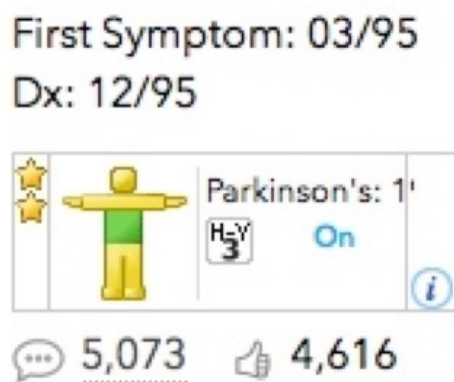 First Symptom: 03/95
Dx: 12/95
Parkinson's: 1
H-Y
3 On
i
5,073 4,616